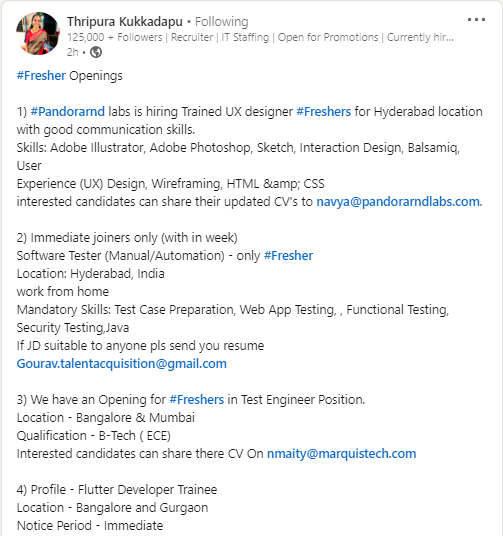 Thripura Kukkadapu • Following
125,000 + Followers | Recruiter | IT Staffing | Open for Promotions | Currently hir...
2h •
#Fresher Openings
1) #Pandorarnd labs is hiring Trained UX designer #Freshers for Hyderabad location
with good communication skills.
Skills: Adobe Illustrator, Adobe Photoshop, Sketch, Interaction Design, Balsamiq,
User
Experience (UX) Design, Wireframing, HTML &amp; CSS
interested candidates can share their updated CV's to navya@pandorarndlabs.com.
2) Immediate joiners only (with in week)
Software Tester (Manual/Automation) - only #Fresher
Location: Hyderabad, India
work from home
Mandatory Skills: Test Case Preparation, Web App Testing, , Functional Testing,
Security Testing,Java
If JD suitable to anyone pls send you resume
Gourav.talentacquisition@gmail.com
3) We have an Opening for #Freshers in Test Engineer Position.
Location - Bangalore & Mumbai
Qualification - B-Tech ( ECE)
Interested candidates can share there CV On nmaity@marquistech.com
4) Profile - Flutter Developer Trainee
Location - Bangalore and Gurgaon
Notice Period - Immediate